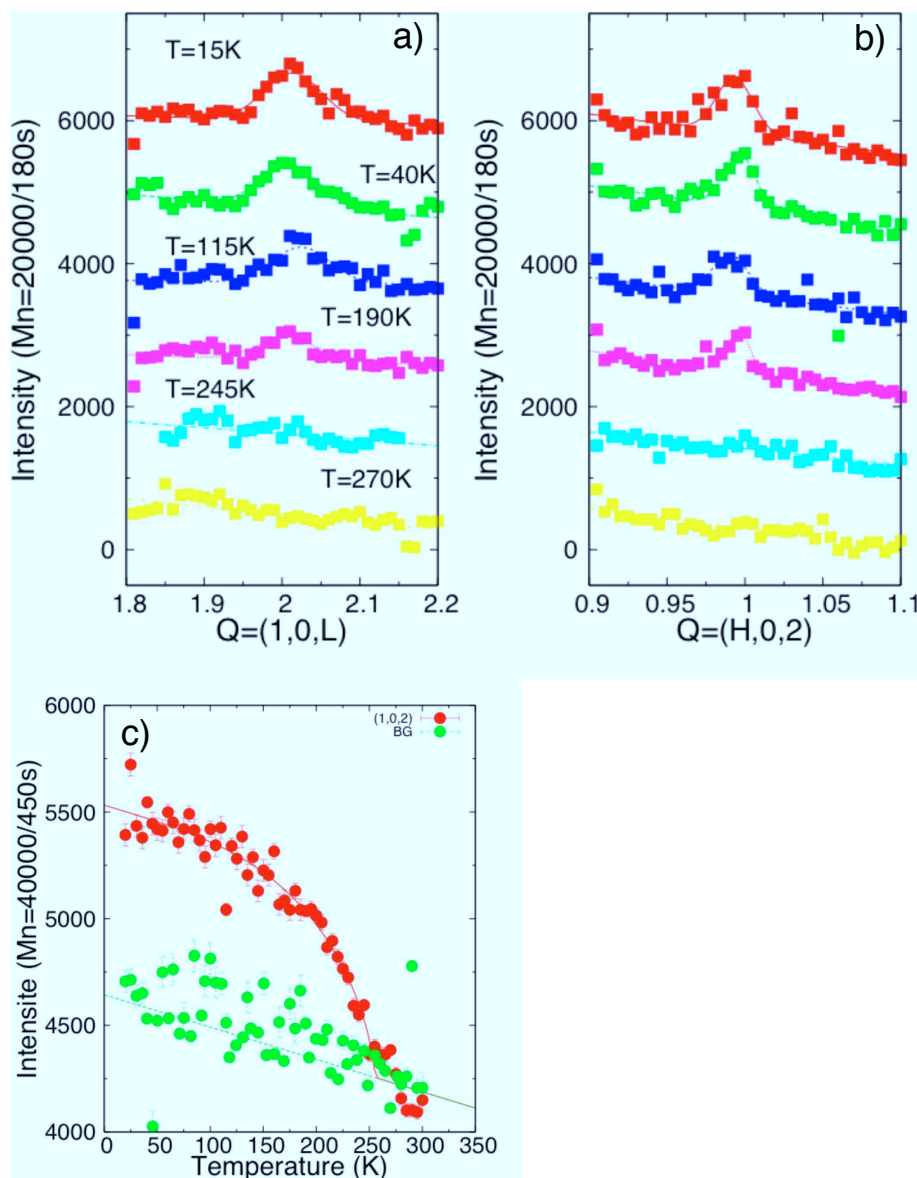 a)
T=15K
T=40K
T=115K
T=190K
T=245K
T=270K
Intensity (Mn=20000/180s)
6000
4000
2000
0
1.8 1.9 2 2.1 2.2
Q=(1,0,L)
b)
Intensity (Mn=20000/180s)
6000
4000
2000
0
0.9 0.95 1 1.05 1.1
Q=(H,0,2)
c)
(1,0,2)
BG
Intensite (Mn=40000/450s)
6000
5500
5000
4500
4000
0 50 100 150 200 250 300 350
Temperature (K)